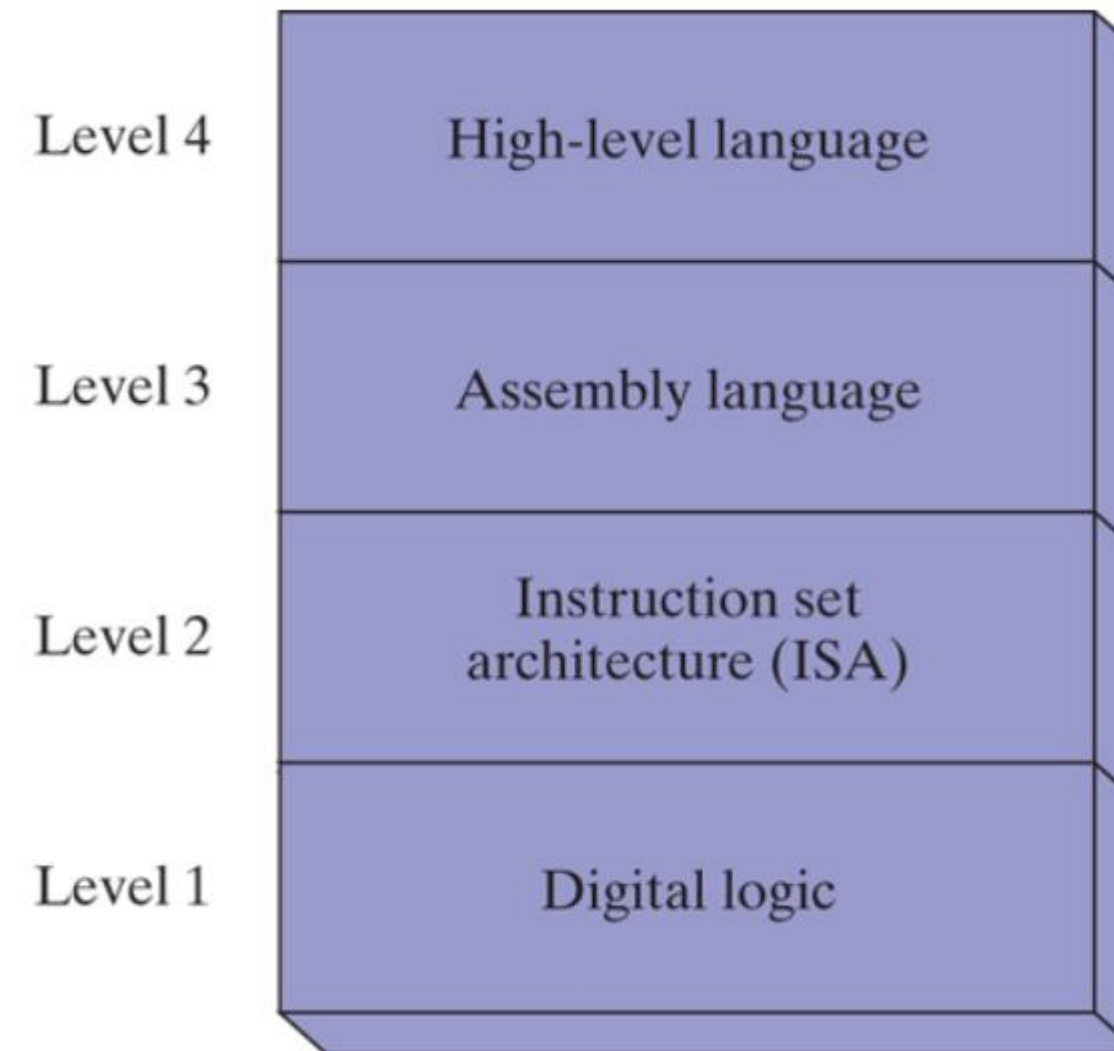 Level 4
High-level language
Level 3
Assembly language
Level 2
Instruction set
architecture (ISA)
Level 1
Digital logic